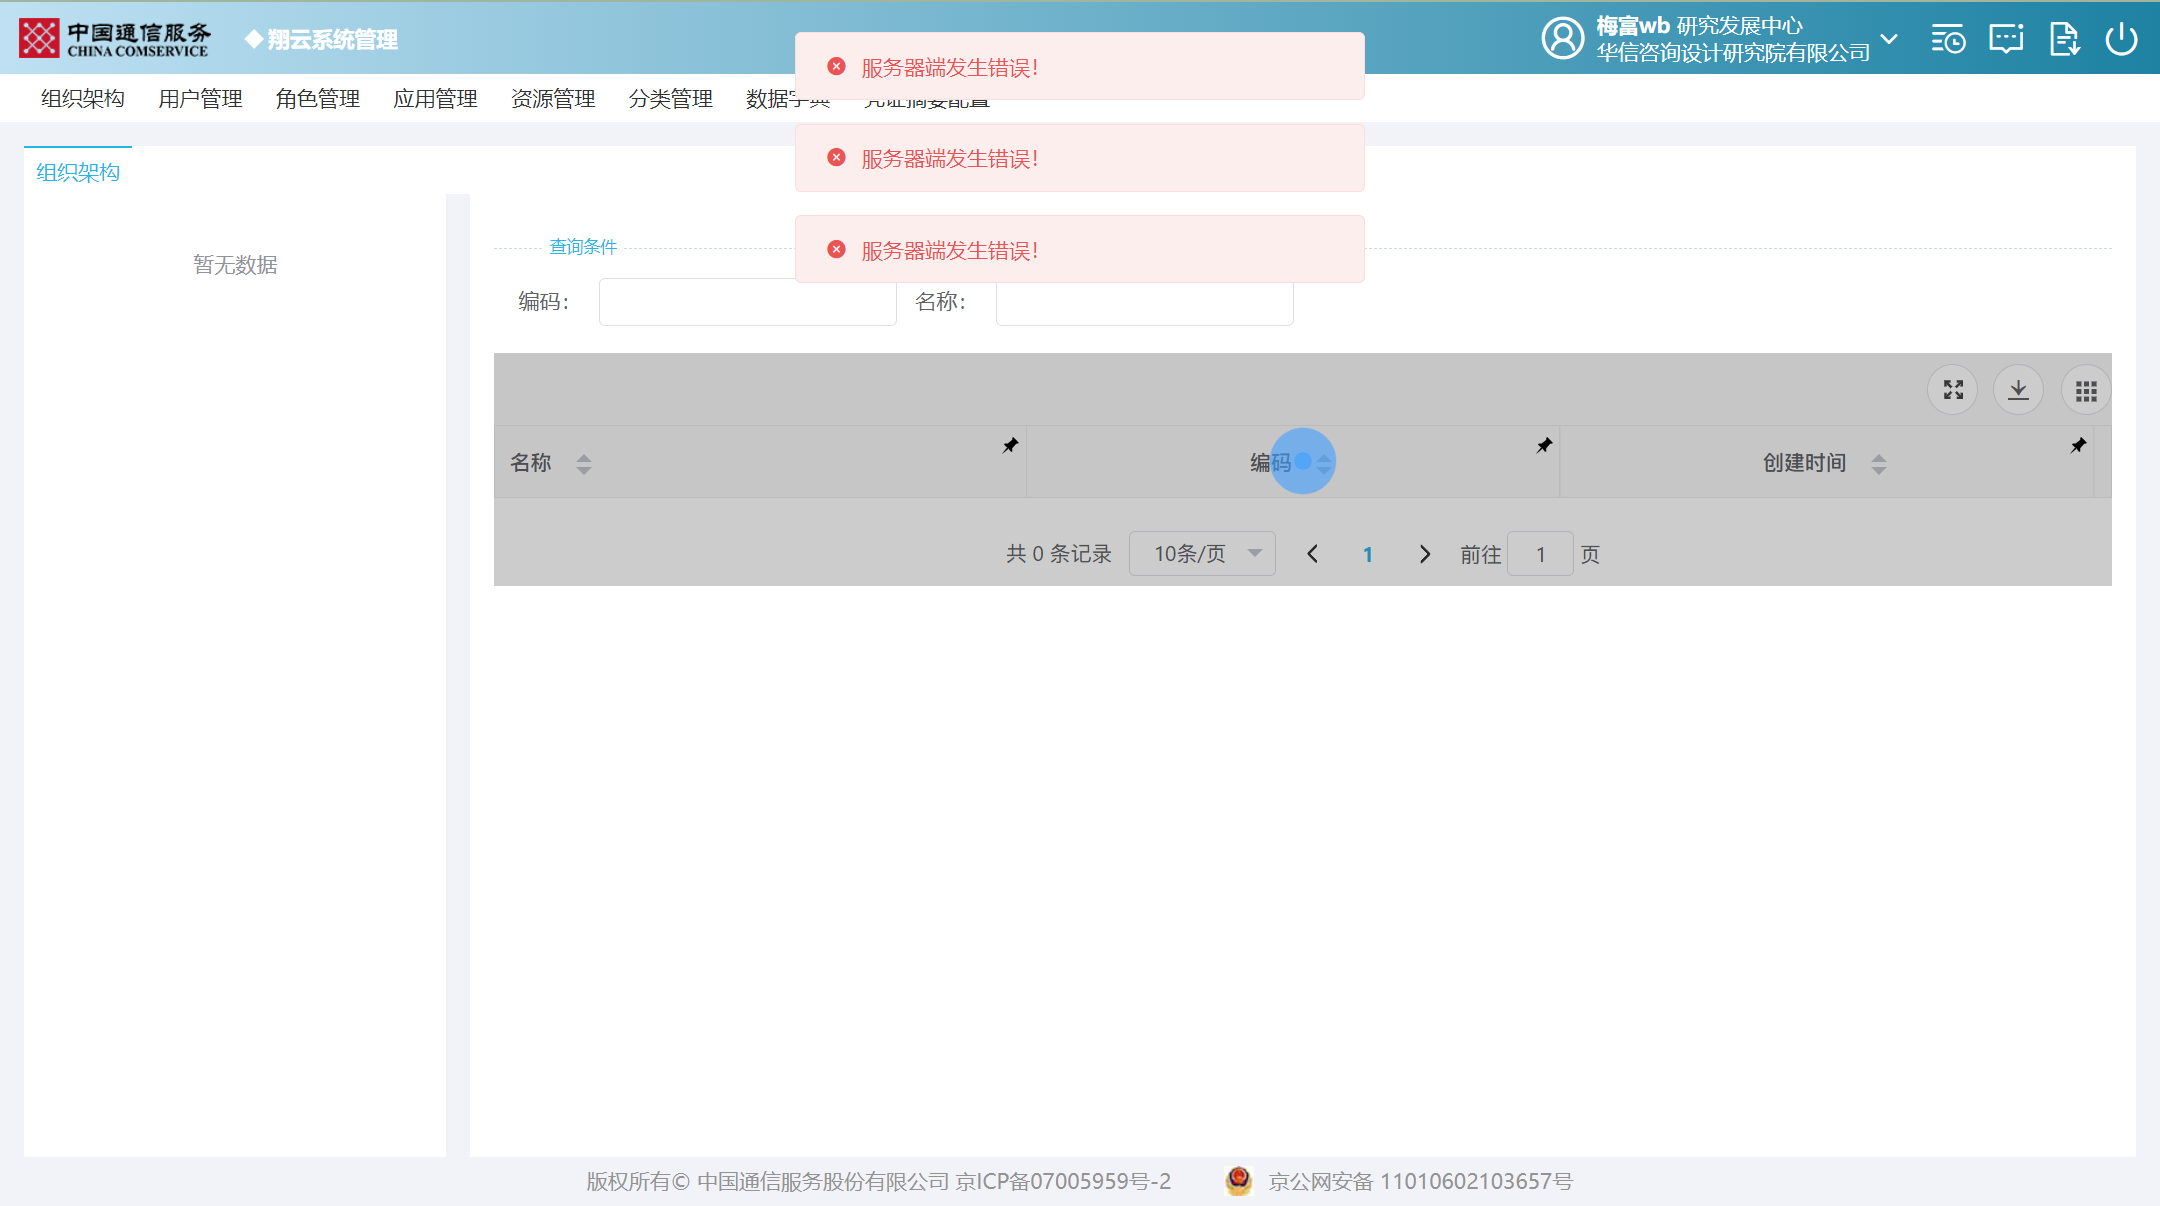 中国通信服务
CHINA COMSERVICE
翔云系统管理
梅富wb 研究发展中心
华信咨询设计研究院有限公司
服务器端发生错误!
组织架构 用户管理 角色管理 应用管理 资源管理 分类管理 数据字典 凭证摘要配置
服务器端发生错误!
组织架构
服务器端发生错误!
查询条件
暂无数据
编码: 名称:
名称 编码 创建时间
共 0 条记录 10条/页 1 前往 1 页
版权所有© 中国通信服务股份有限公司 京ICP备07005959号-2 京公网安备 11010602103657号